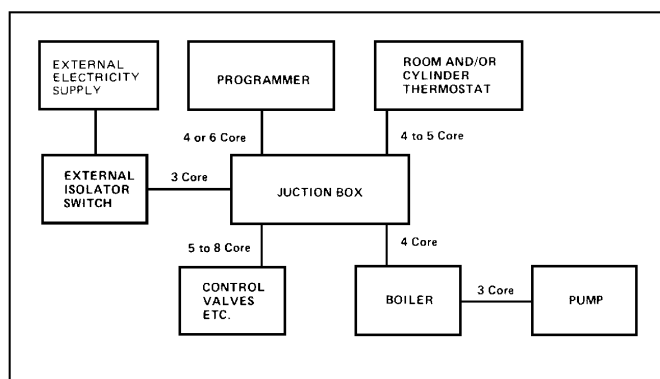 EXTERNAL
ELECTRICITY
SUPPLY
PROGRAMMER
ROOM AND/OR
CYLINDER
THERMOSTAT
4 or 6 Core
4 to 5 Core
EXTERNAL
ISOLATOR
SWITCH
3 Core
JUCTION BOX
5 to 8 Core
4 Core
CONTROL
VALVES
ETC.
BOILER
3 Core
PUMP